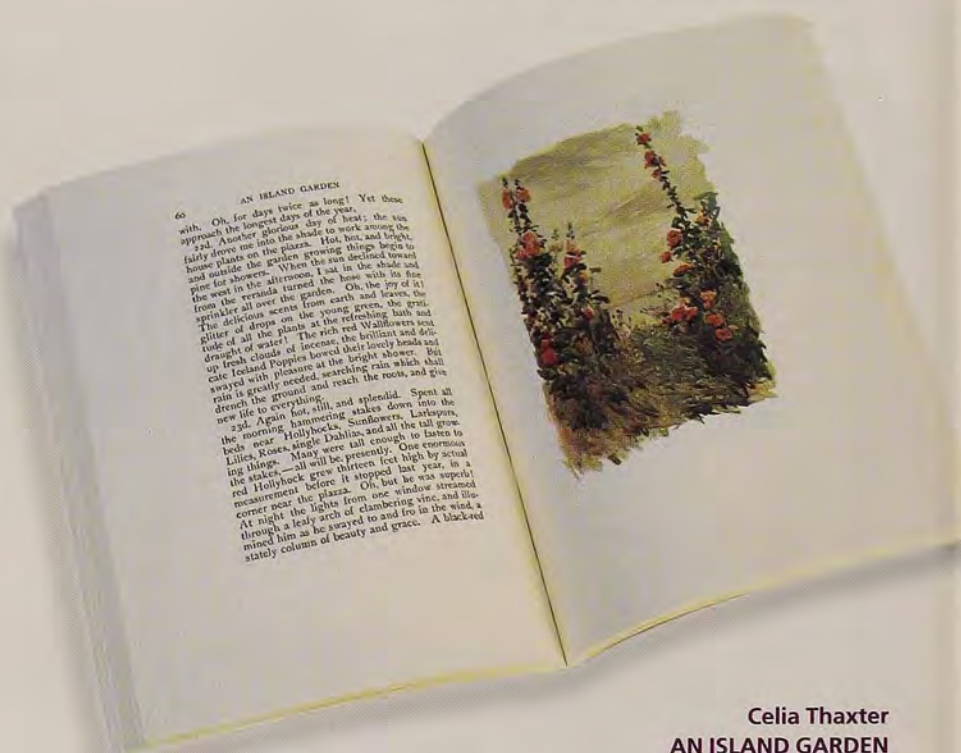 60 AN ISLAND GARDEN
with. Oh, for days twice as long! Yet these
approach the longest days of the year.
22d. Another glorious day of heat; the sun
fairly drove me into the shade to work among the
house plants on the piazza. Hot, hot, and bright,
and outside the garden growing things begin to
pine for showers. When the sun declined toward
the west in the afternoon, I sat in the shade and
from the veranda turned the hose with its fine
sprinkler all over the garden. Oh, the joy of it!
The delicious scents from earth and leaves, the
glitter of drops on the young green, the grati-
tude of all the plants at the refreshing bath and
draught of water! The rich red Wallflowers send
up fresh clouds of incense, the brilliant and deli-
cate Iceland Poppies bowed their lovely heads and
swayed with pleasure at the bright shower. But
rain is greatly needed, searching rain which shall
drench the ground and reach the roots, and give
new life to everything.
23d. Again hot, still, and splendid. Spent all
the morning hammering stakes down into the
beds near Hollyhocks, Sunflowers, Larkspurs,
Lilies, Roses, single Dahlias, and all the tall grow-
ing things. Many were tall enough to fasten to
the stakes,—all will be, presently. One enormous
red Hollyhock grew thirteen feet high by actual
measurement before it stopped last year, in a
corner near the piazza. Oh, but he was superb!
At night the lights from one window streamed
through a leafy arch of clambering vine, and illu-
mined him as he swayed to and fro in the wind, a
stately column of beauty and grace. A black-red
Celia Thaxter
AN ISLAND GARDEN